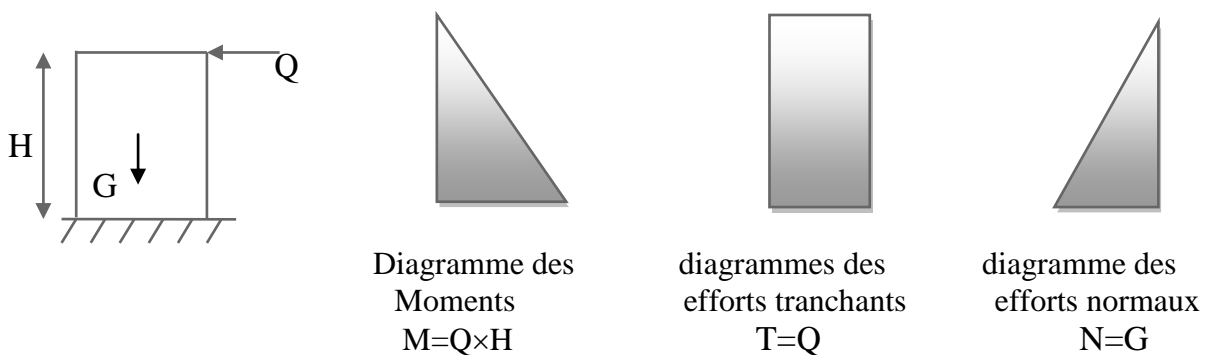 Q
H
G
Diagramme des
Moments
M=Q×H
diagrammes des
efforts tranchants
T=Q
diagramme des
efforts normaux
N=G